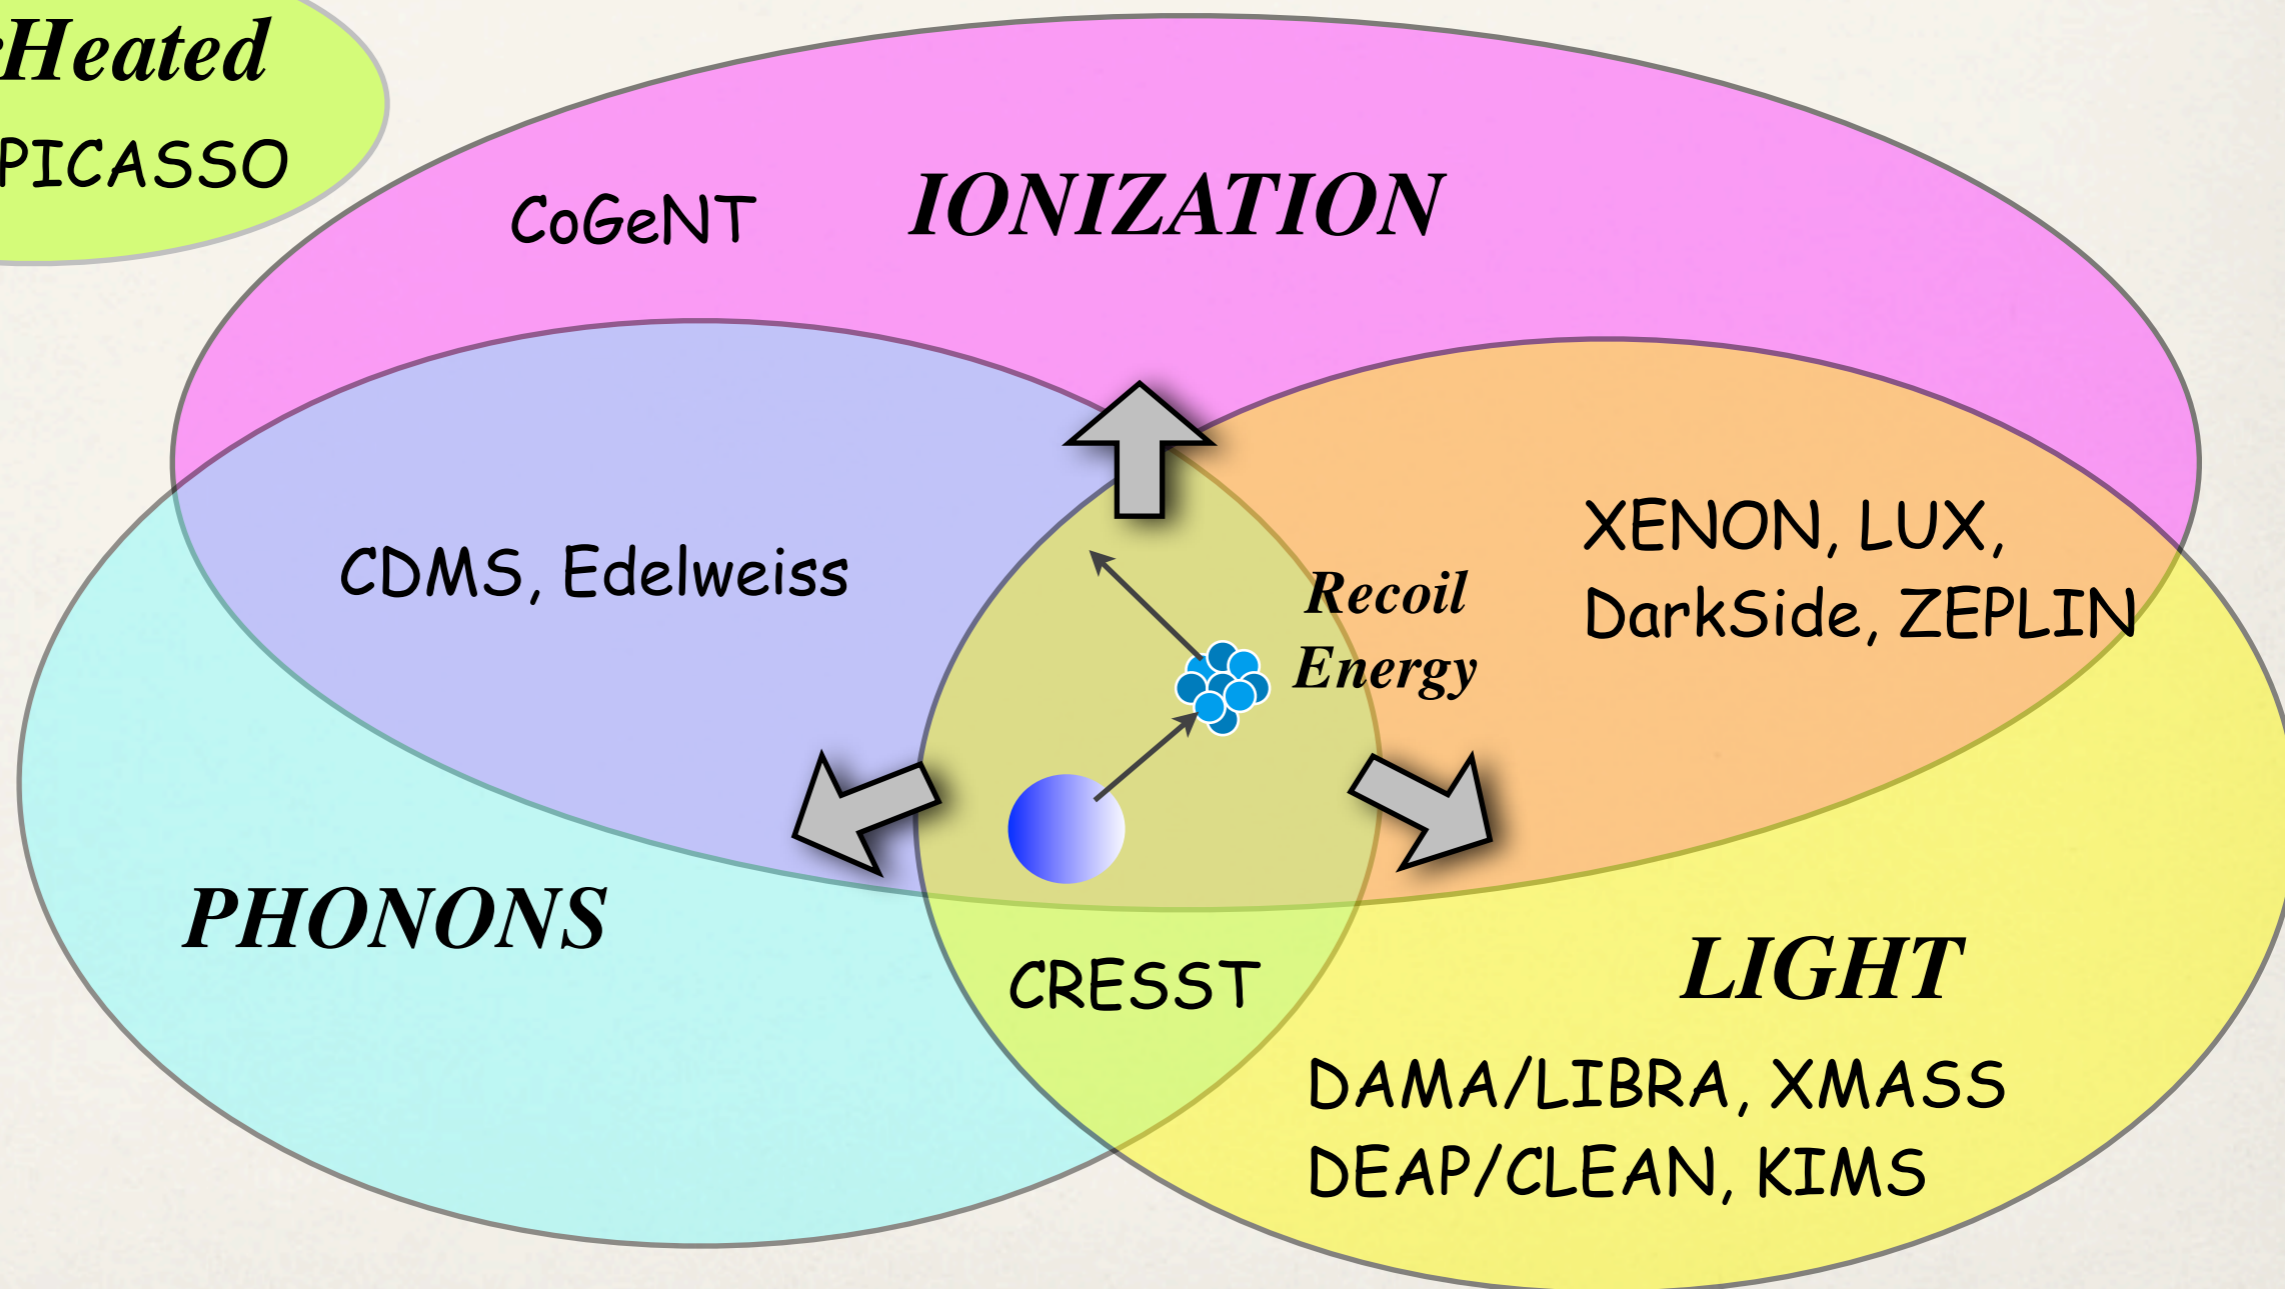 Heated
PICASSO
CoGeNT
IONIZATION
CDMS, Edelweiss
XENON, LUX,
DarkSide, ZEPLIN
Recoil
Energy
PHONONS
CRESST
LIGHT
DAMA/LIBRA, XMASS
DEAP/CLEAN, KIMS